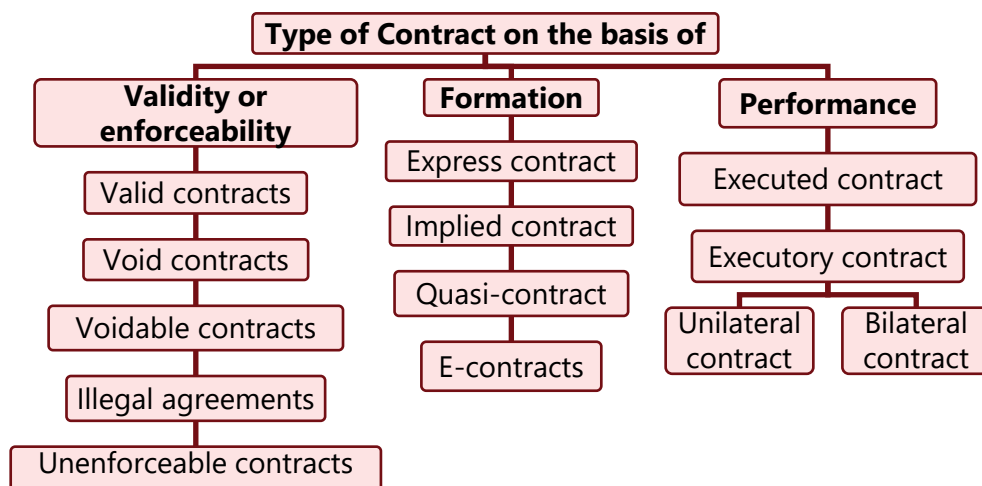 Type of Contract on the basis of
Validity or
enforceability
Valid contracts
Void contracts
Voidable contracts
Illegal agreements
Unenforceable contracts
Formation
Express contract
Implied contract
Quasi-contract
E-contracts
Performance
Executed contract
Executory contract
Unilateral
contract
Bilateral
contract